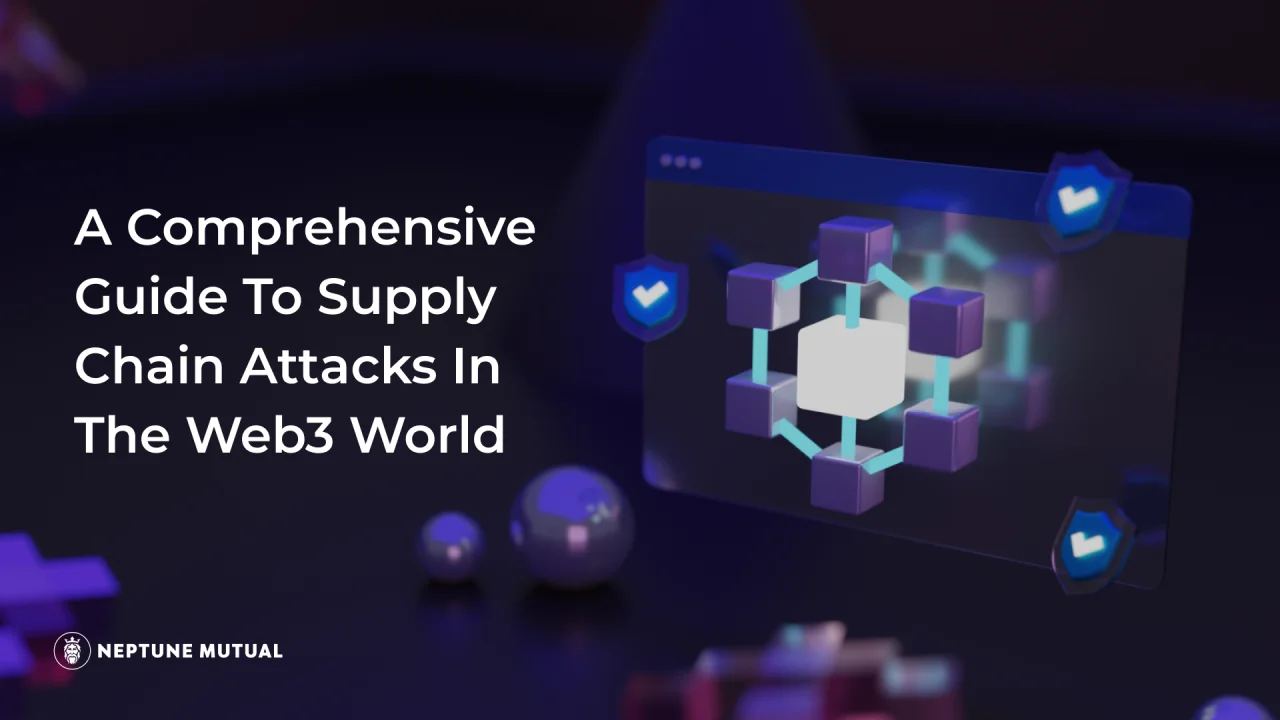 A Comprehensive
Guide To Supply
Chain Attacks In
The Web3 World
NEPTUNE MUTUAL